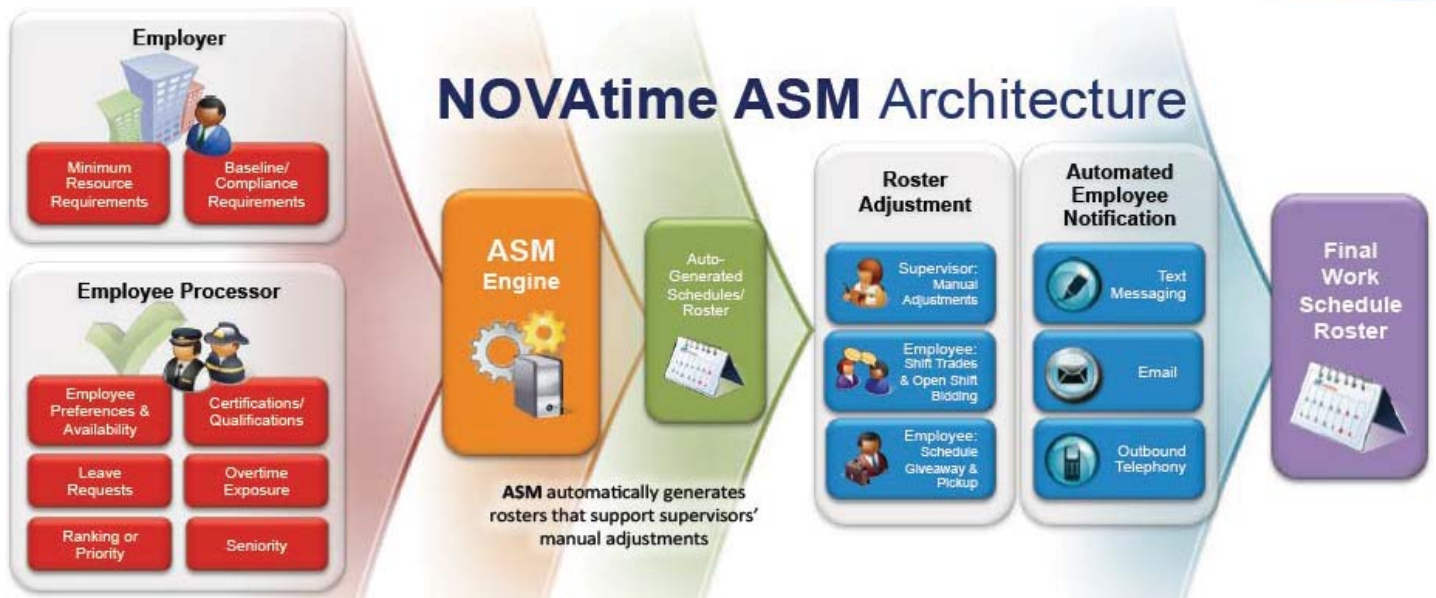 NOVAtime ASM Architecture
Employer
Minimum
Resource
Requirements
Baseline/
Compliance
Requirements
Employee Processor
Employee
Preferences &
Availability
Certifications/
Qualifications
Leave
Requests
Overtime
Exposure
Ranking or
Priority
Seniority
ASM
Engine
Auto-
Generated
Schedules/
Roster
ASM automatically generates
rosters that support supervisors’
manual adjustments
Roster
Adjustment
Supervisor:
Manual
Adjustments
Employee:
Shift Trades
& Open Shift
Bidding
Employee:
Schedule
Giveaway &
Pickup
Automated
Employee
Notification
Text
Messaging
Email
Outbound
Telephony
Final
Work
Schedule
Roster